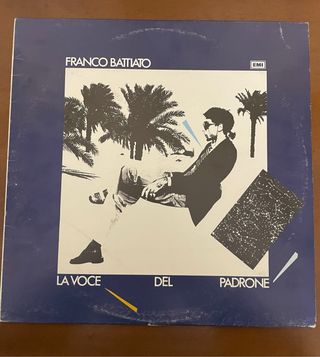 FRANCO BATTIATO
EMI
LA VOCE DEL PADRONE